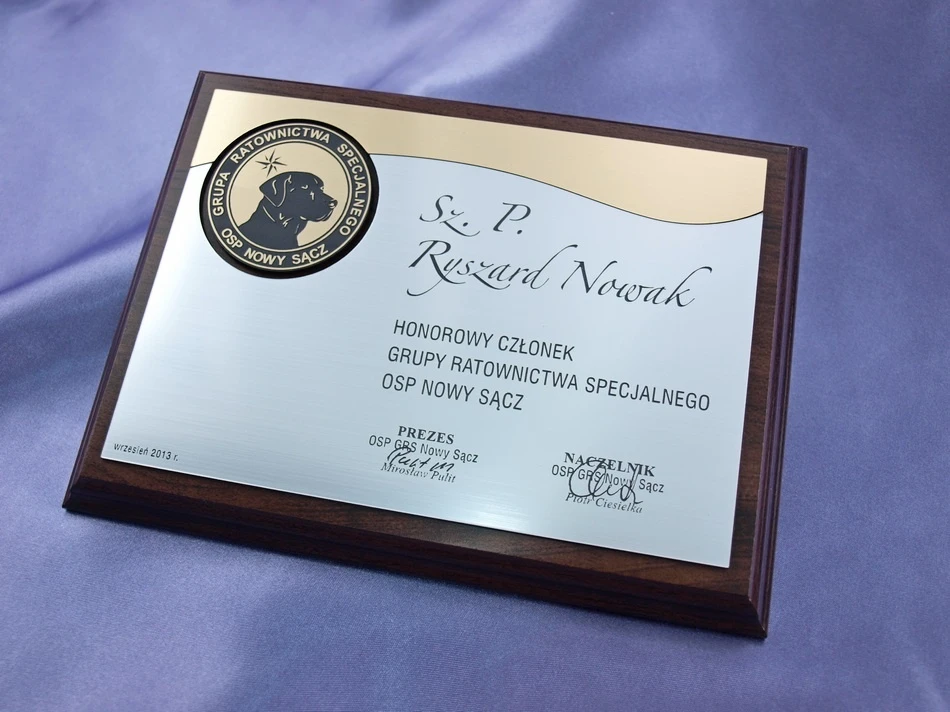 GRUPA RATOWNICTWA SPECJALNEGO
OSP NOWY SĄCZ
Sz. P.
Ryszard Nowak
HONOROWY CZŁONEK
GRUPY RATOWNICTWA SPECJALNEGO
OSP NOWY SĄCZ
wrzesień 2013 r.
PREZES
OSP GRS Nowy Sącz
Mirosław Pulit
NACZELNIK
OSP GRS Nowy Sącz
Piotr Ciesielka